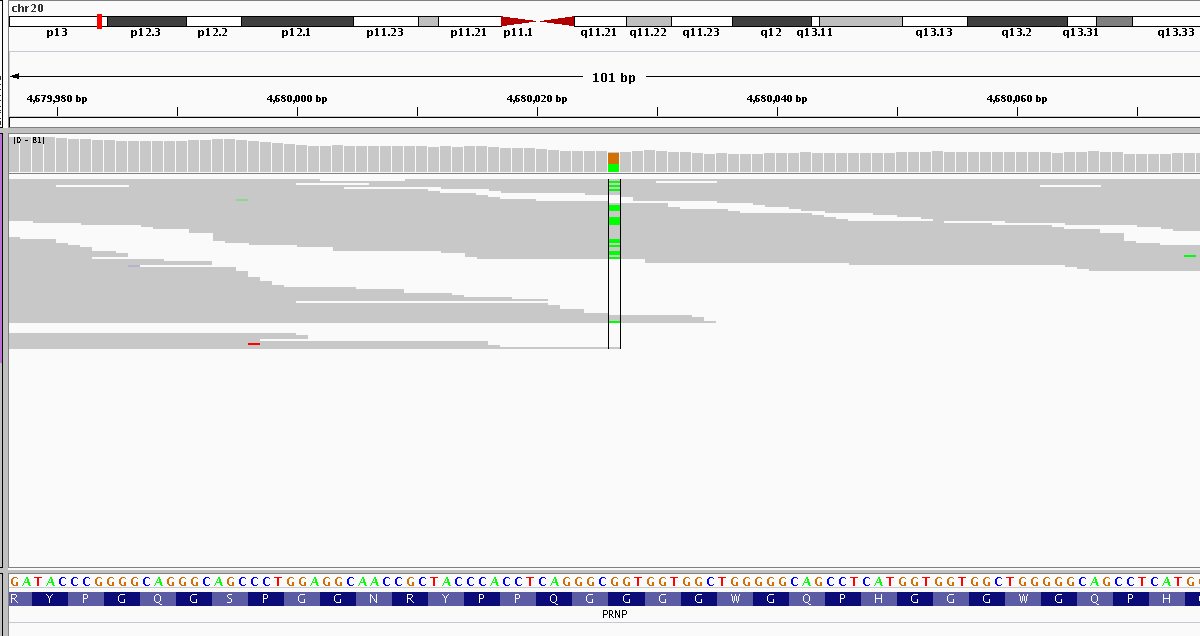 chr20
p13 p12.3 p12.2 p12.1 p11.23 p11.21 p11.1 q11.21 q11.22 q11.23 q12 q13.11 q13.13 q13.2 q13.31 q13.33
101 bp
4,679,980 bp 4,680,000 bp 4,680,020 bp 4,680,040 bp 4,680,060 bp
[0 - 81]
GATACCCGGGGCAGGGCAGCCCTGGAGGCAACCGCTACCCACCTCAGGGCGGTGGTGGCTGGGGGCAGCCTCATGGTGGTGGCTGGGGGCAGCCTCATG
R Y P G Q G S P G G N R Y P P Q G G G G W G Q P H G G G W G Q P H
PRNP